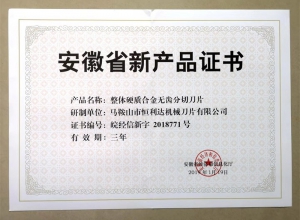 安徽省新产品证书
产品名称：整体硬质合金无齿分切刀片
研制单位：马鞍山市恒利达机械刀片有限公司
证书编号：皖经信新字 2018771号
有 效 期：三年